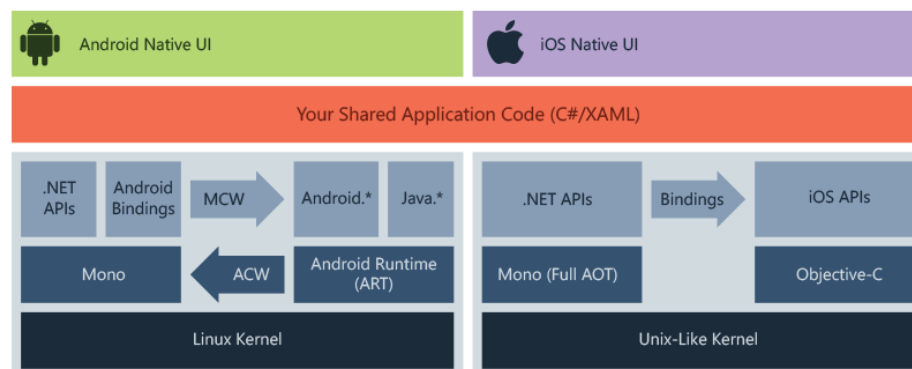 Android Native UI
iOS Native UI
Your Shared Application Code (C#/XAML)
.NET
APIs
Android
Bindings
MCW
Android.*
Java.*
.NET APIs
Bindings
iOS APIs
Mono
ACW
Android Runtime
(ART)
Mono (Full AOT)
Objective-C
Linux Kernel
Unix-Like Kernel